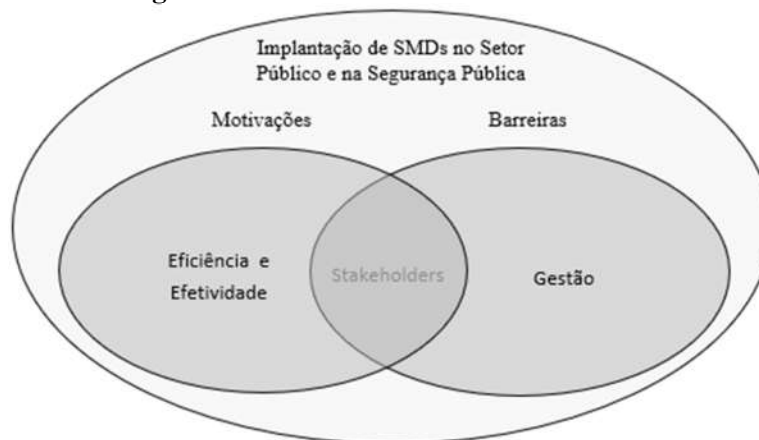 Implantação de SMDs no Setor
Público e na Segurança Pública
Motivações
Barreiras
Eficiência e
Efetividade
Stakeholders
Gestão